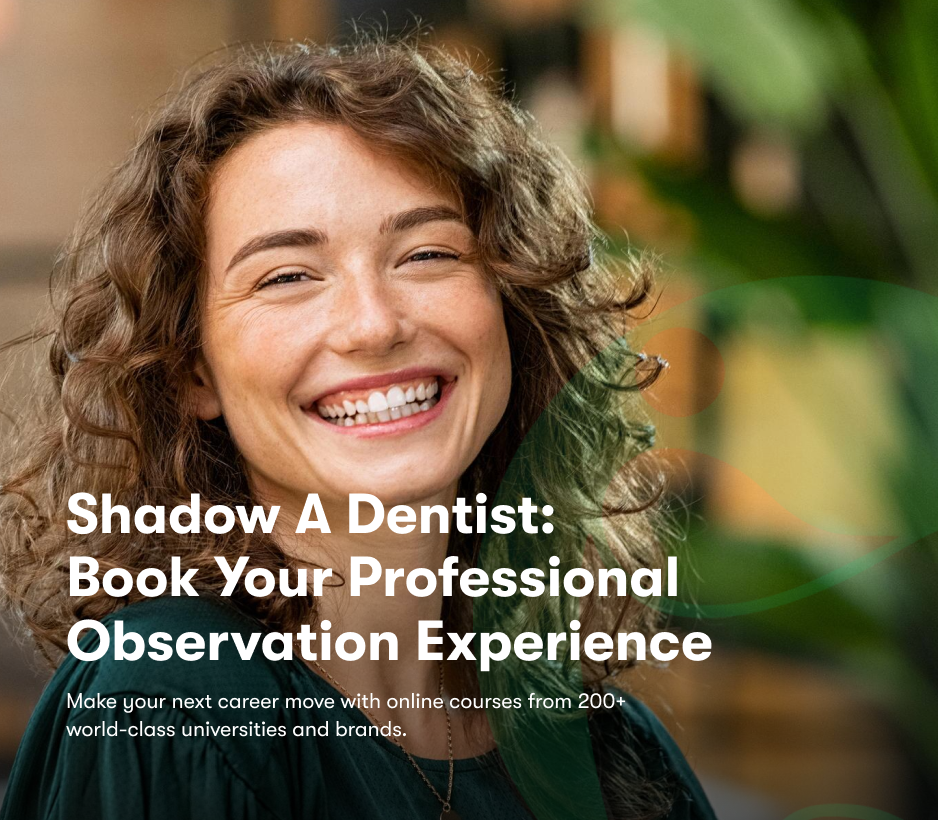 Shadow A Dentist:
Book Your Professional
Observation Experience
Make your next career move with online courses from 200+
world-class universities and brands.